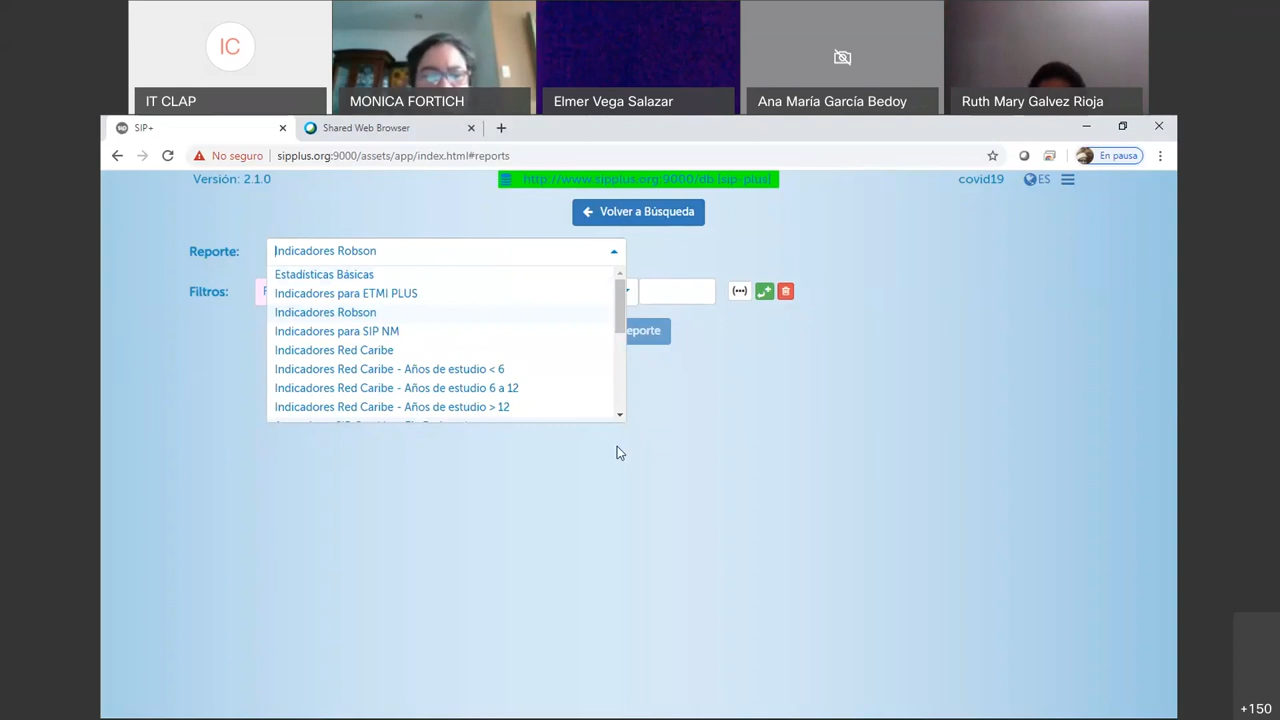 IC
IT CLAP
MONICA FORTICH
Elmer Vega Salazar
Ana María García Bedoy
Ruth Mary Galvez Rioja
SIP+
Shared Web Browser
No seguro
sipplus.org:9000/assets/app/index.html#reports
En pausa
Versión: 2.1.0
http://www.sipplus.org:9000/db [sip-plus]
covid19
ES
Volver a Búsqueda
Reporte:
Indicadores Robson
Estadísticas Básicas
Filtros:
Indicadores para ETMI PLUS
Indicadores Robson
Indicadores para SIP NM
eporte
Indicadores Red Caribe
Indicadores Red Caribe - Años de estudio < 6
Indicadores Red Caribe - Años de estudio 6 a 12
Indicadores Red Caribe - Años de estudio > 12
+150